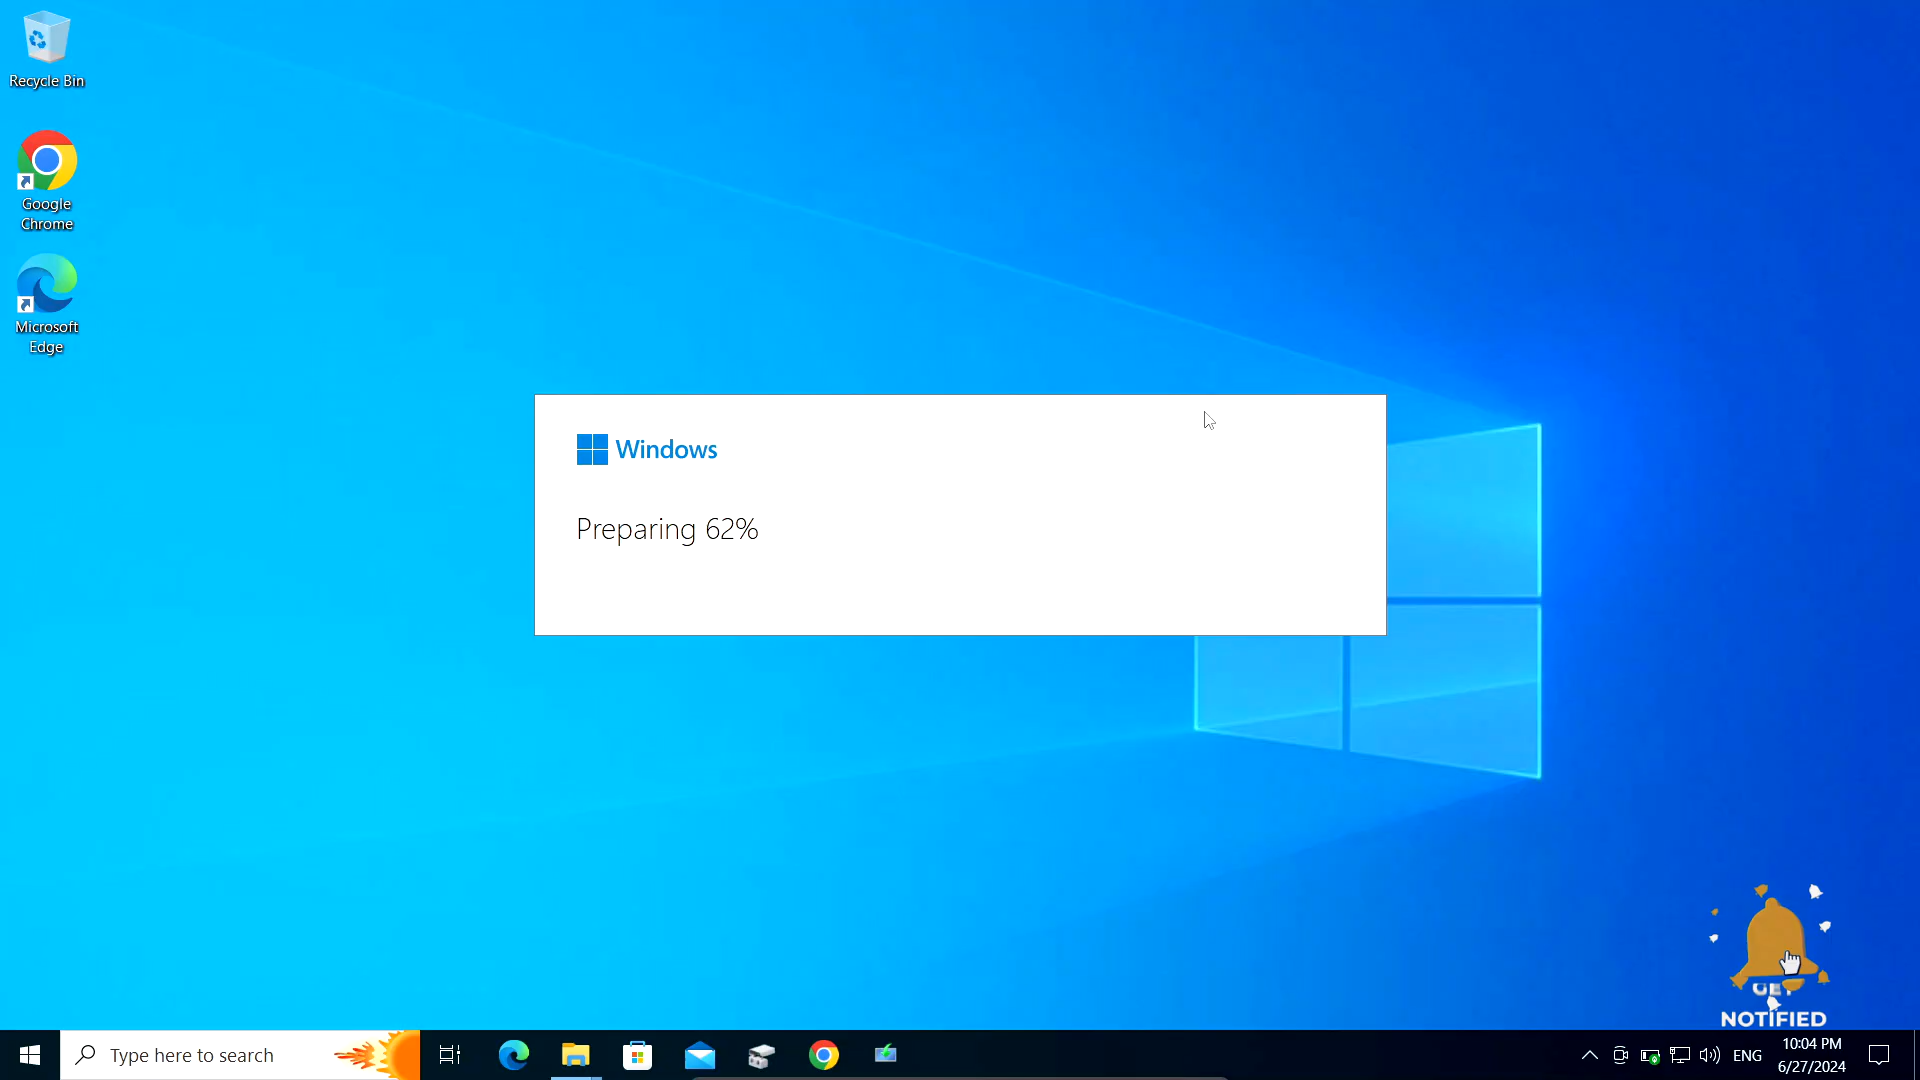 Recycle Bin
Google
Chrome
Microsoft
Edge
Windows
Preparing 62%
GET
NOTIFIED
Type here to search
ENG
10:04 PM
6/27/2024